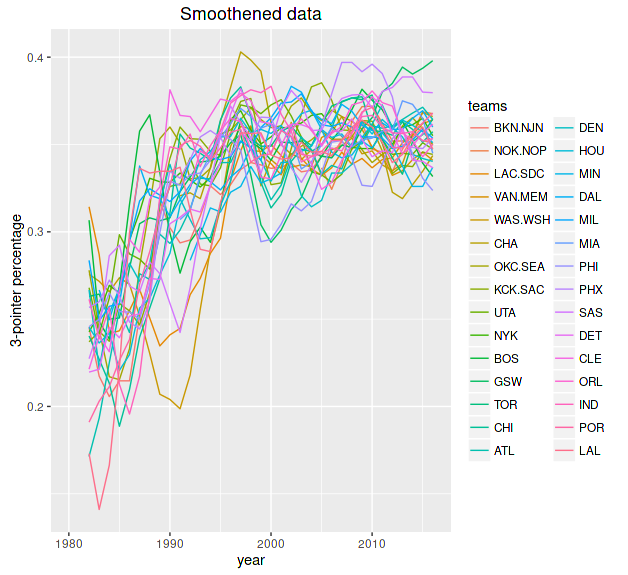 Smoothened data
0.4
0.3
0.2
3-pointer percentage
1980 1990 2000 2010
year
teams
BKN.NJN DEN
NOK.NOP HOU
LAC.SDC MIN
VAN.MEM DAL
WAS.WSH MIL
CHA MIA
OKC.SEA PHI
KCK.SAC PHX
UTA SAS
NYK DET
BOS CLE
GSW ORL
TOR IND
CHI POR
ATL LAL